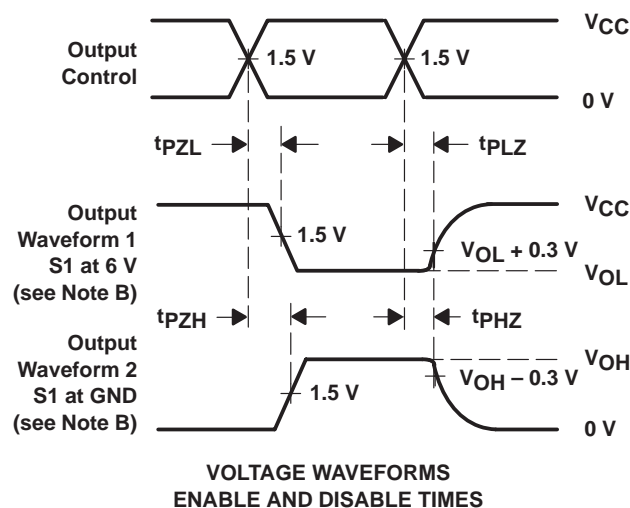 Output
Control
VCC
1.5 V
1.5 V
0 V
tPZL
tPLZ
Output
Waveform 1
S1 at 6 V
(see Note B)
VCC
1.5 V
VOL + 0.3 V
VOL
tPZH
tPHZ
Output
Waveform 2
S1 at GND
(see Note B)
VOH
1.5 V
VOH – 0.3 V
0 V
VOLTAGE WAVEFORMS
ENABLE AND DISABLE TIMES